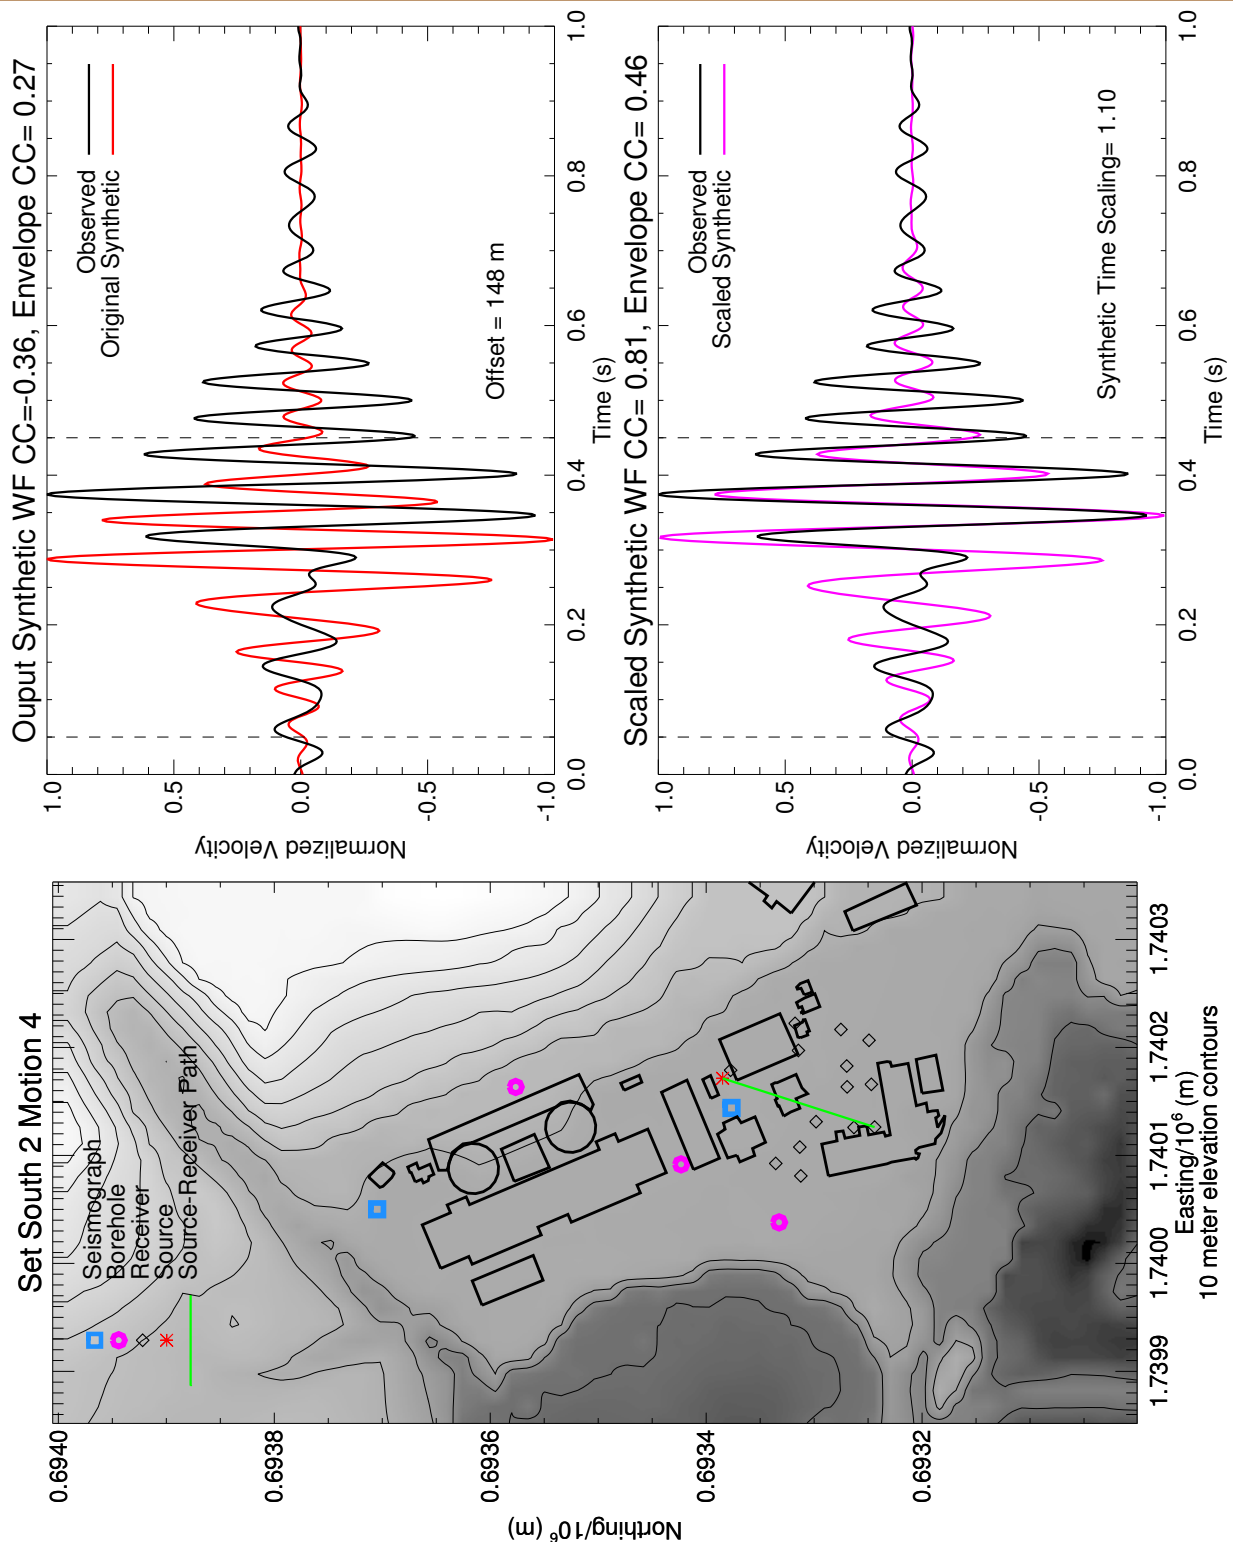 Set South 2 Motion 4
Seismograph
Borehole
Receiver
Source
Source-Receiver Path
0.6940
0.6938
0.6936
0.6934
0.6932
Northing/10⁶ (m)
1.7399
1.7400
1.7401
1.7402
1.7403
Easting/10⁶ (m)
10 meter elevation contours
Ouput Synthetic WF CC=-0.36, Envelope CC= 0.27
Observed
Original Synthetic
Offset = 148 m
1.0
0.5
0.0
-0.5
-1.0
Normalized Velocity
0.0
0.2
0.4
0.6
0.8
1.0
Time (s)
Scaled Synthetic WF CC= 0.81, Envelope CC= 0.46
Observed
Scaled Synthetic
Synthetic Time Scaling= 1.10
1.0
0.5
0.0
-0.5
-1.0
Normalized Velocity
0.0
0.2
0.4
0.6
0.8
1.0
Time (s)